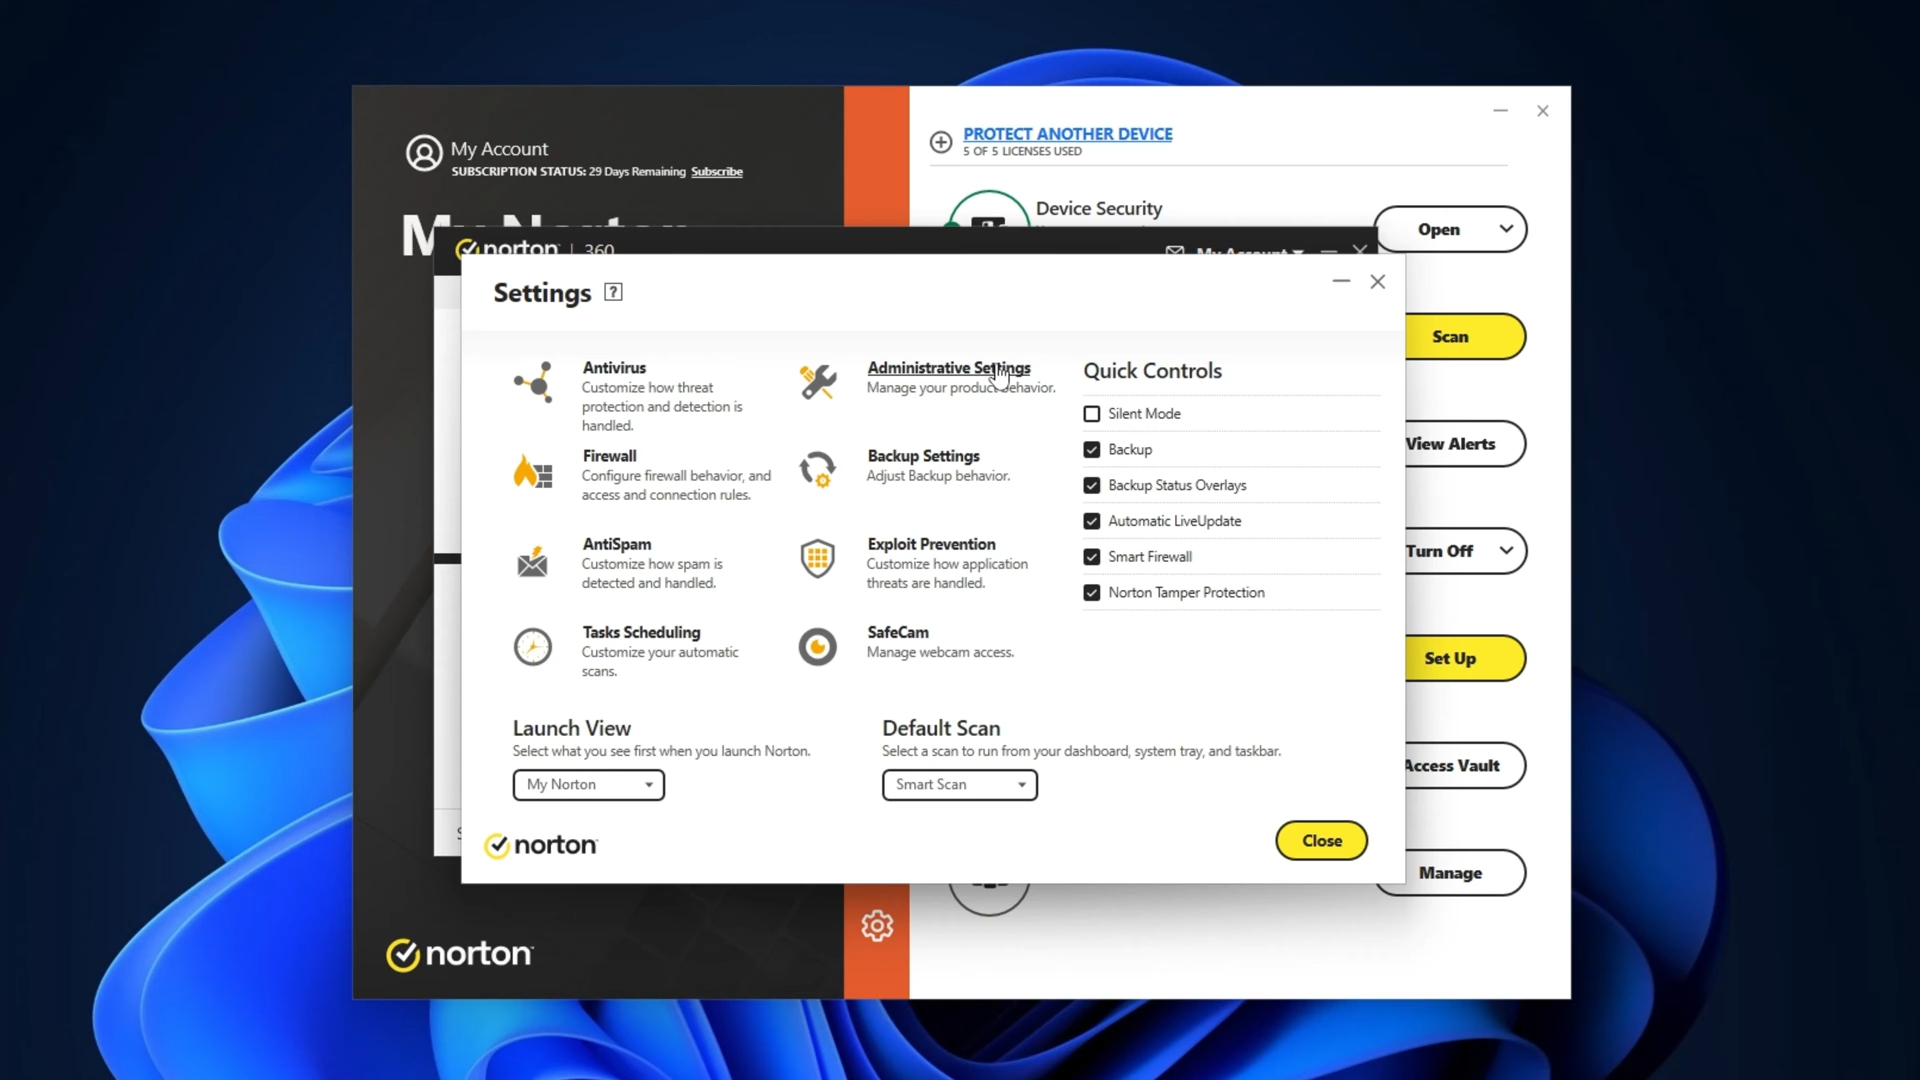 My Account
SUBSCRIPTION STATUS: 29 Days Remaining Subscribe
My Norton
PROTECT ANOTHER DEVICE
5 OF 5 LICENSES USED
Device Security
Open
norton | 360
My Account
Settings ?
Antivirus
Customize how threat
protection and detection is
handled.
Firewall
Configure firewall behavior, and
access and connection rules.
AntiSpam
Customize how spam is
detected and handled.
Tasks Scheduling
Customize your automatic
scans.
Administrative Settings
Manage your product behavior.
Backup Settings
Adjust Backup behavior.
Exploit Prevention
Customize how application
threats are handled.
SafeCam
Manage webcam access.
Quick Controls
Silent Mode
Backup
Backup Status Overlays
Automatic LiveUpdate
Smart Firewall
Norton Tamper Protection
Launch View
Select what you see first when you launch Norton.
My Norton
Default Scan
Select a scan to run from your dashboard, system tray, and taskbar.
Smart Scan
norton
Close
Scan
View Alerts
Turn Off
Set Up
Access Vault
Manage
norton